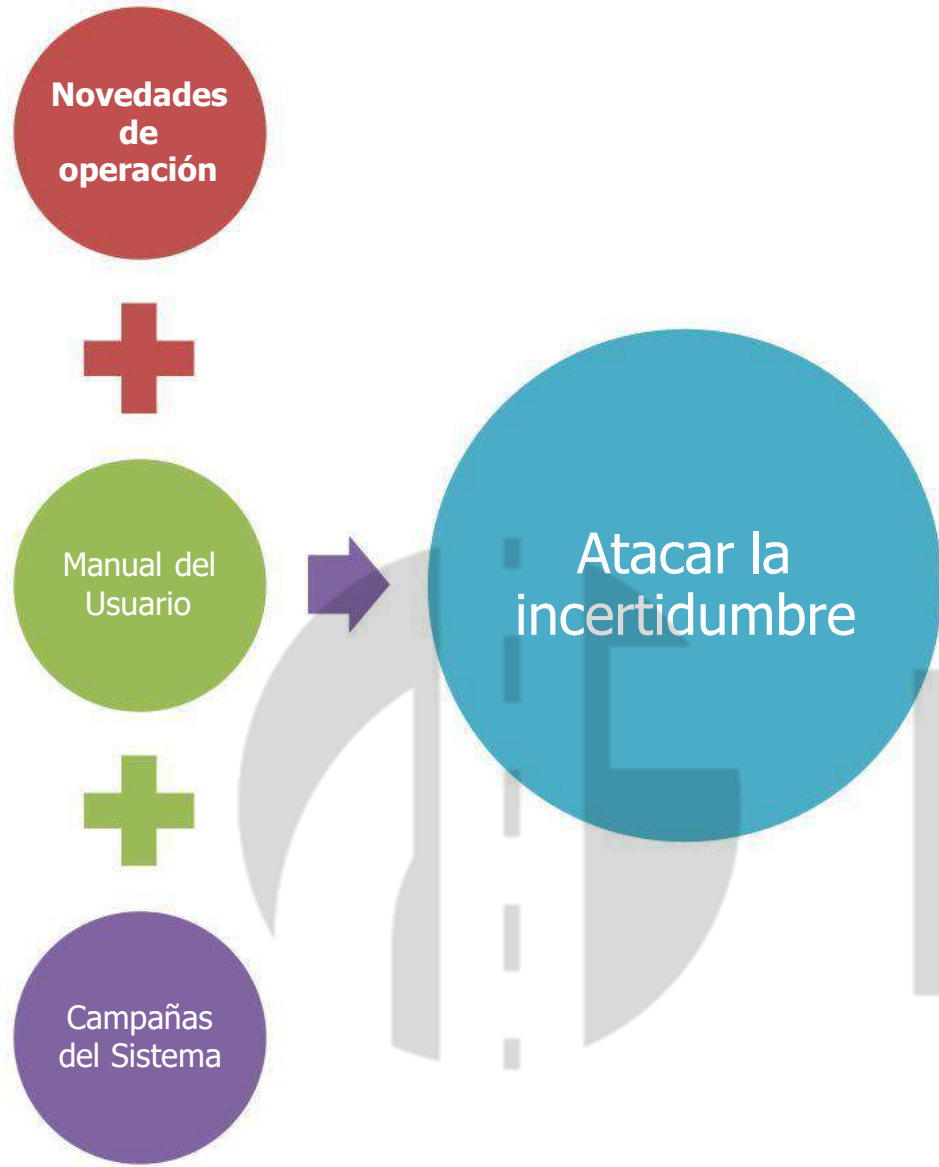 Novedades
de
operación
Manual del
Usuario
Atacar la
incertidumbre
Campañas
del Sistema